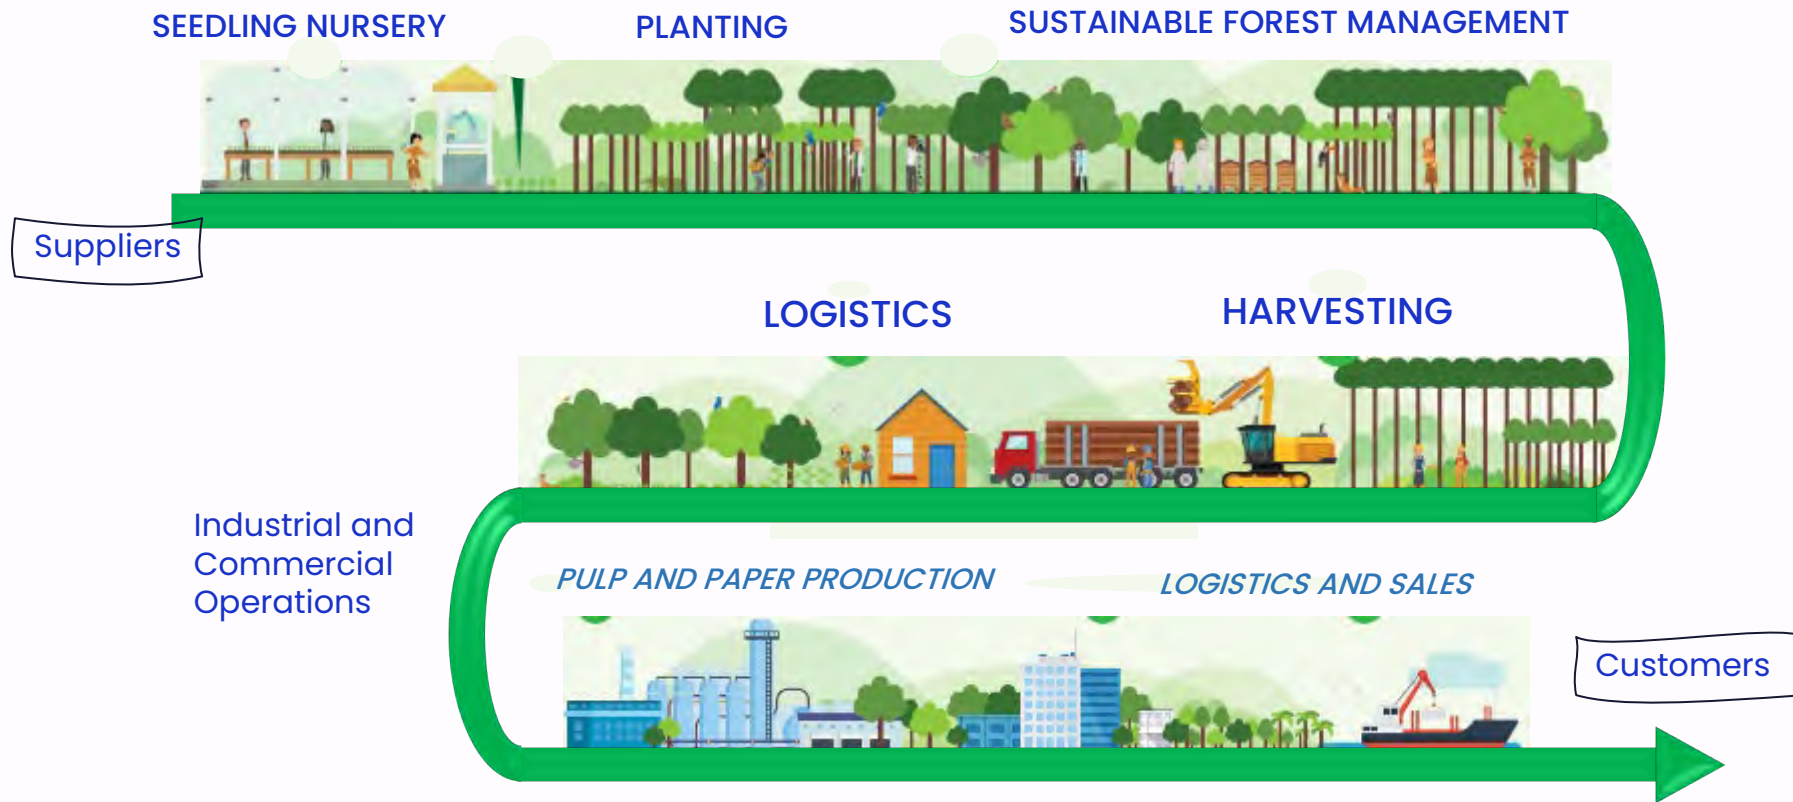 SEEDLING NURSERY
PLANTING
SUSTAINABLE FOREST MANAGEMENT
Suppliers
LOGISTICS
HARVESTING
Industrial and
Commercial
Operations
PULP AND PAPER PRODUCTION
LOGISTICS AND SALES
Customers